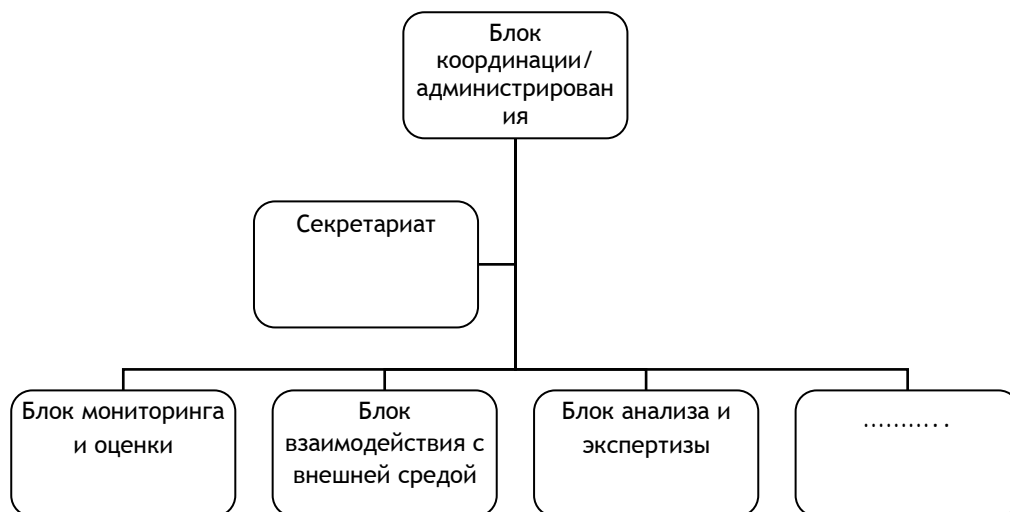 Блок
координации/
администрирован
ия
Секретариат
Блок мониторинга
и оценки
Блок
взаимодействия с
внешней средой
Блок анализа и
экспертизы
………..